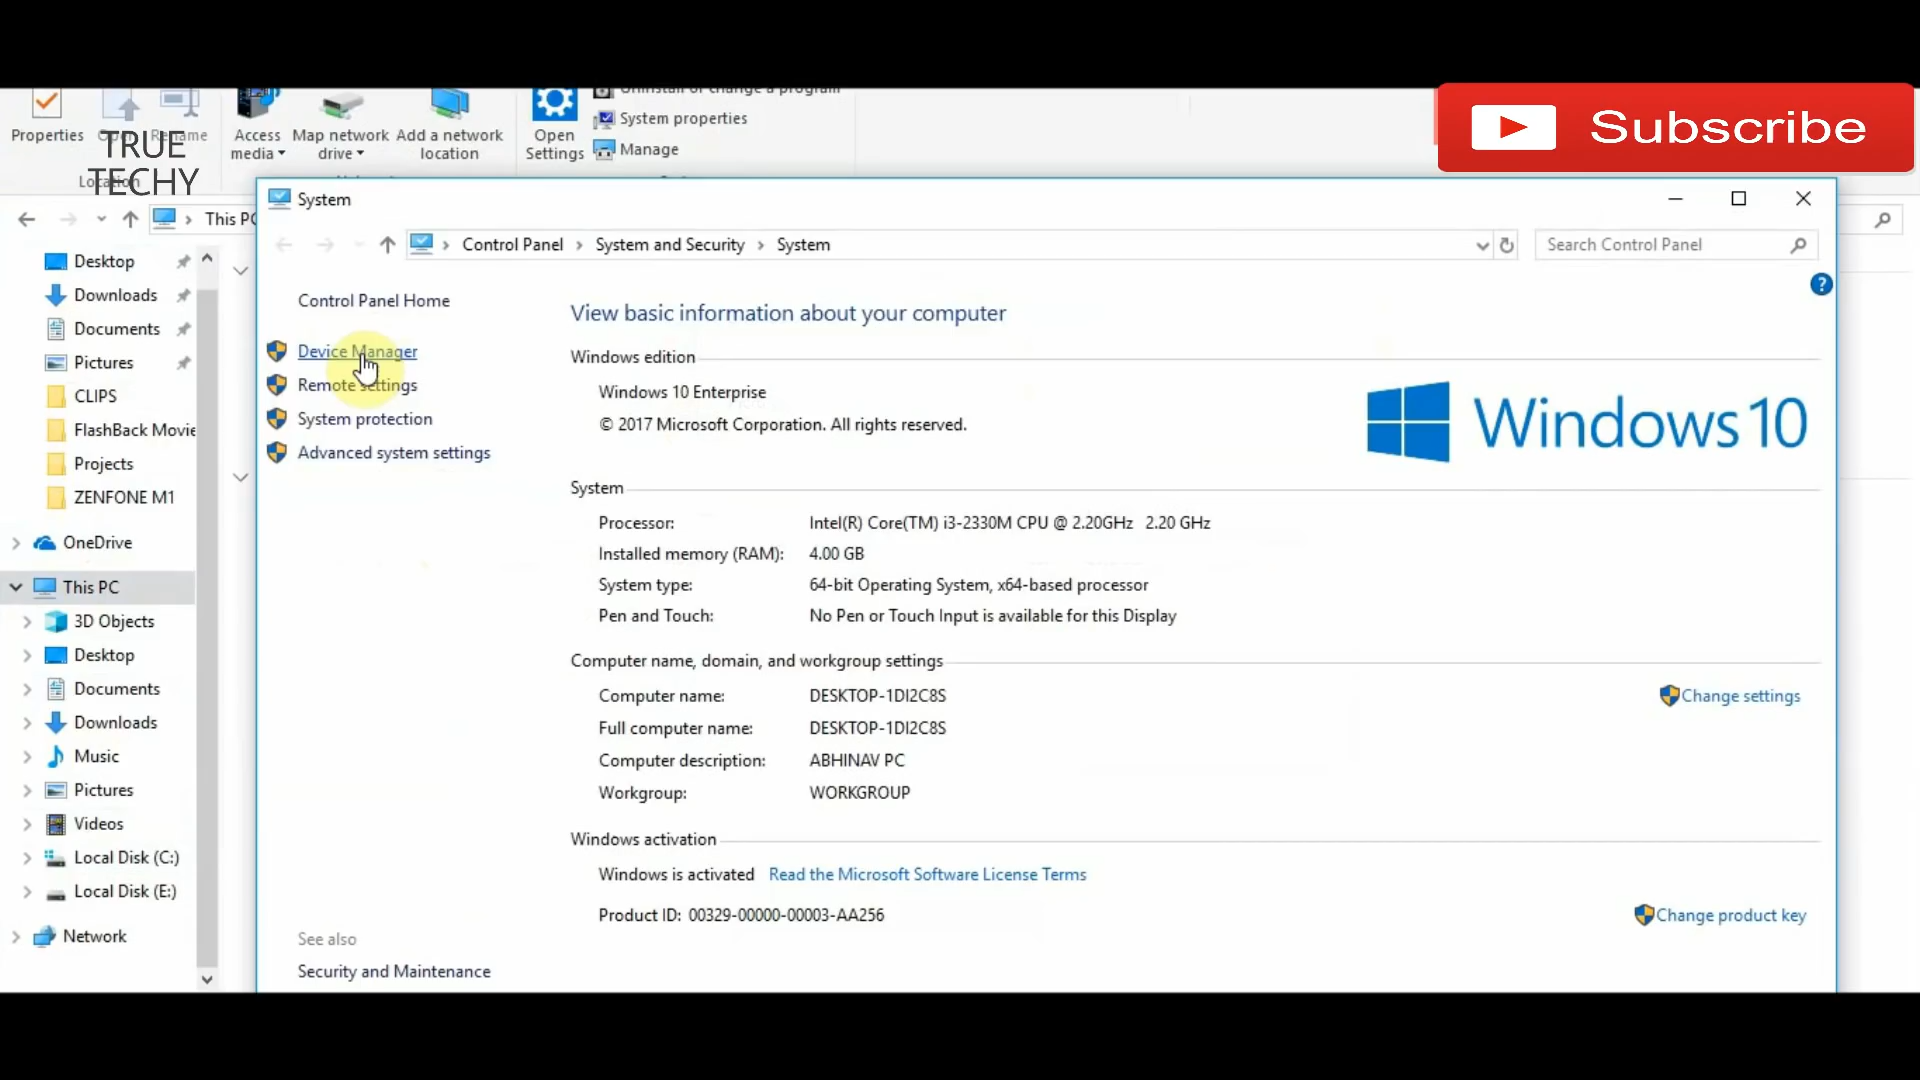 Uninstall or change a program
Properties
Open
Rename
Access media
Map network drive
Add a network location
Open Settings
System properties
Manage
Location
TRUE
TECHY
Subscribe
This PC
Desktop
Downloads
Documents
Pictures
CLIPS
FlashBack Movie
Projects
ZENFONE M1
OneDrive
This PC
3D Objects
Desktop
Documents
Downloads
Music
Pictures
Videos
Local Disk (C:)
Local Disk (E:)
Network
System
Control Panel › System and Security › System
Search Control Panel
?
Control Panel Home
Device Manager
Remote settings
System protection
Advanced system settings
See also
Security and Maintenance
View basic information about your computer
Windows edition
Windows 10 Enterprise
© 2017 Microsoft Corporation. All rights reserved.
Windows 10
System
Processor: Intel(R) Core(TM) i3-2330M CPU @ 2.20GHz 2.20 GHz
Installed memory (RAM): 4.00 GB
System type: 64-bit Operating System, x64-based processor
Pen and Touch: No Pen or Touch Input is available for this Display
Computer name, domain, and workgroup settings
Computer name: DESKTOP-1DI2C8S
Change settings
Full computer name: DESKTOP-1DI2C8S
Computer description: ABHINAV PC
Workgroup: WORKGROUP
Windows activation
Windows is activated Read the Microsoft Software License Terms
Product ID: 00329-00000-00003-AA256
Change product key